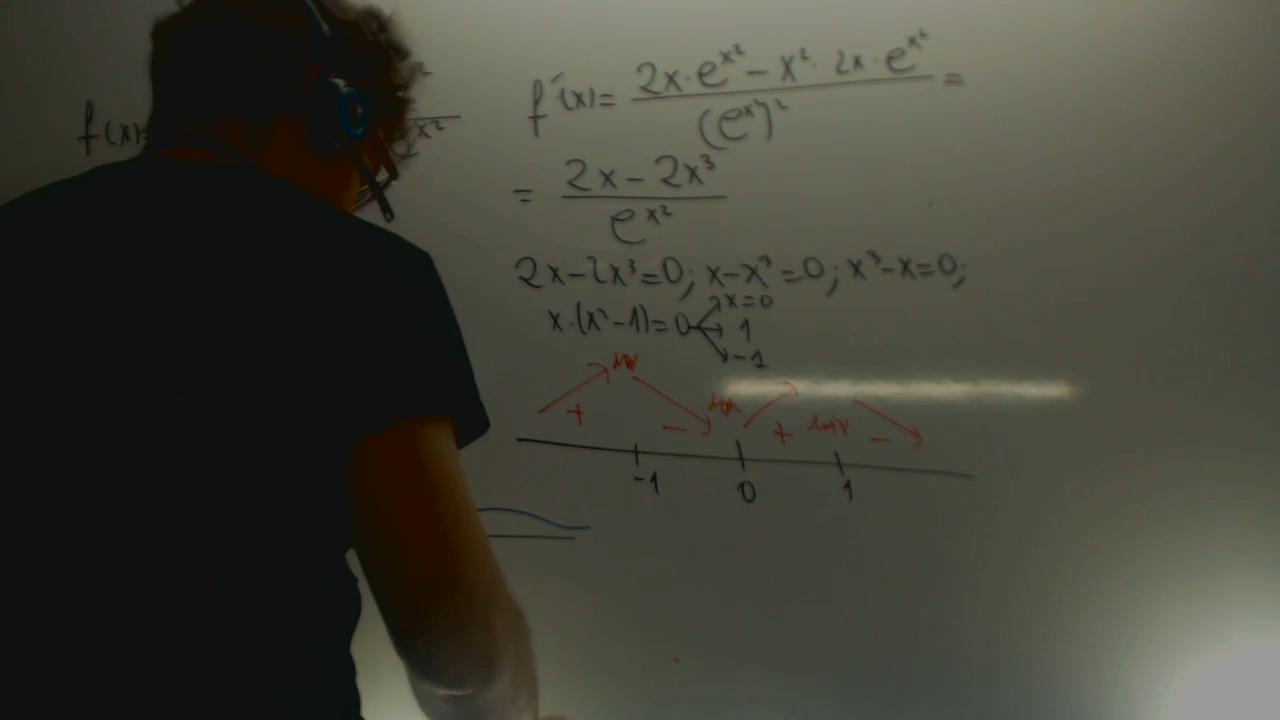 f(x)= x²
f´(x)= 2x·e^x² - x²· 2x·e^x² / (e^x²)² =
= 2x - 2x³ / e^x²
2x-2x³=0; x-x³=0; x³-x=0;
x·(x²-1)=0 x=0
1
-1
+ - + -
-1 0 1